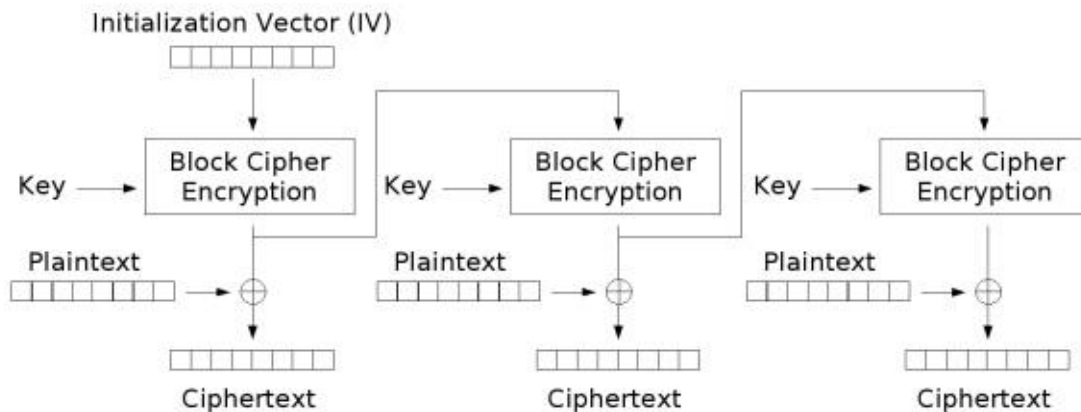 Initialization Vector (IV)
Block Cipher
Encryption
Block Cipher
Encryption
Block Cipher
Encryption
Key
Key
Key
Plaintext
Plaintext
Plaintext
Ciphertext
Ciphertext
Ciphertext